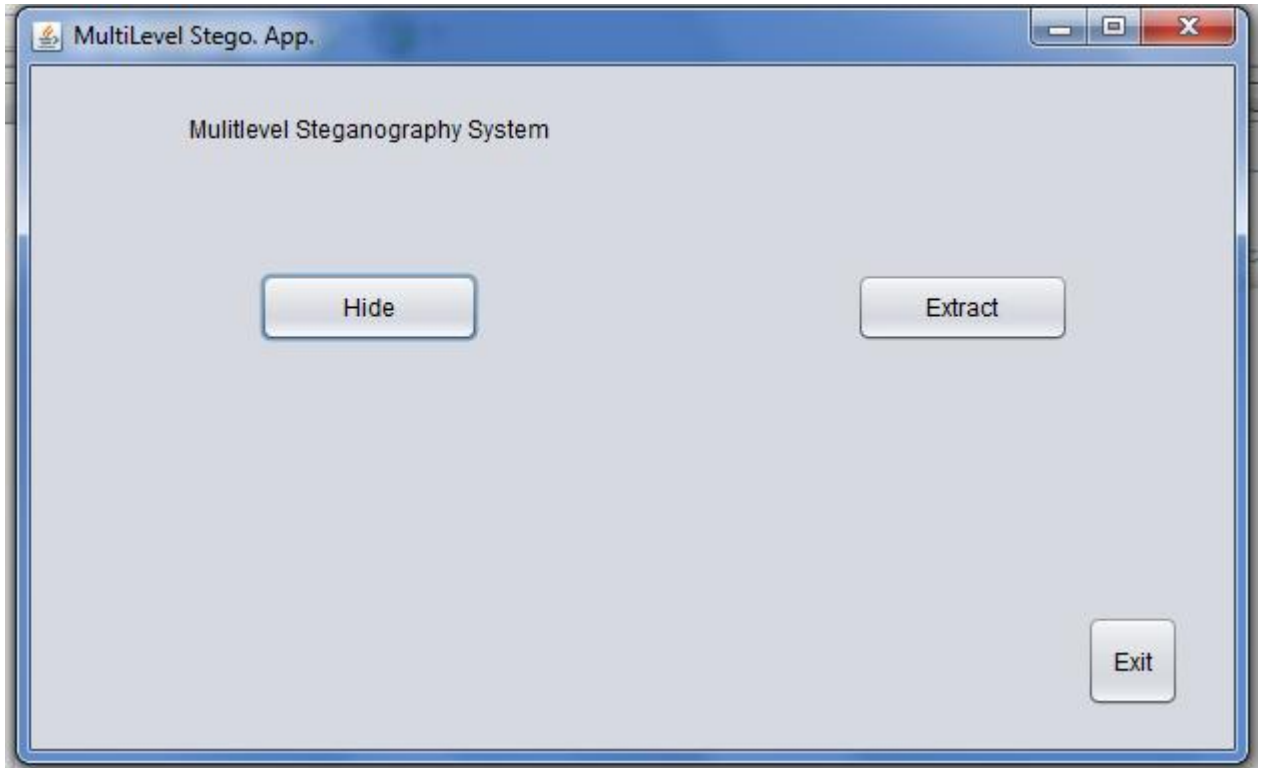 MultiLevel Stego. App.
Mulitlevel Steganography System
Hide
Extract
Exit